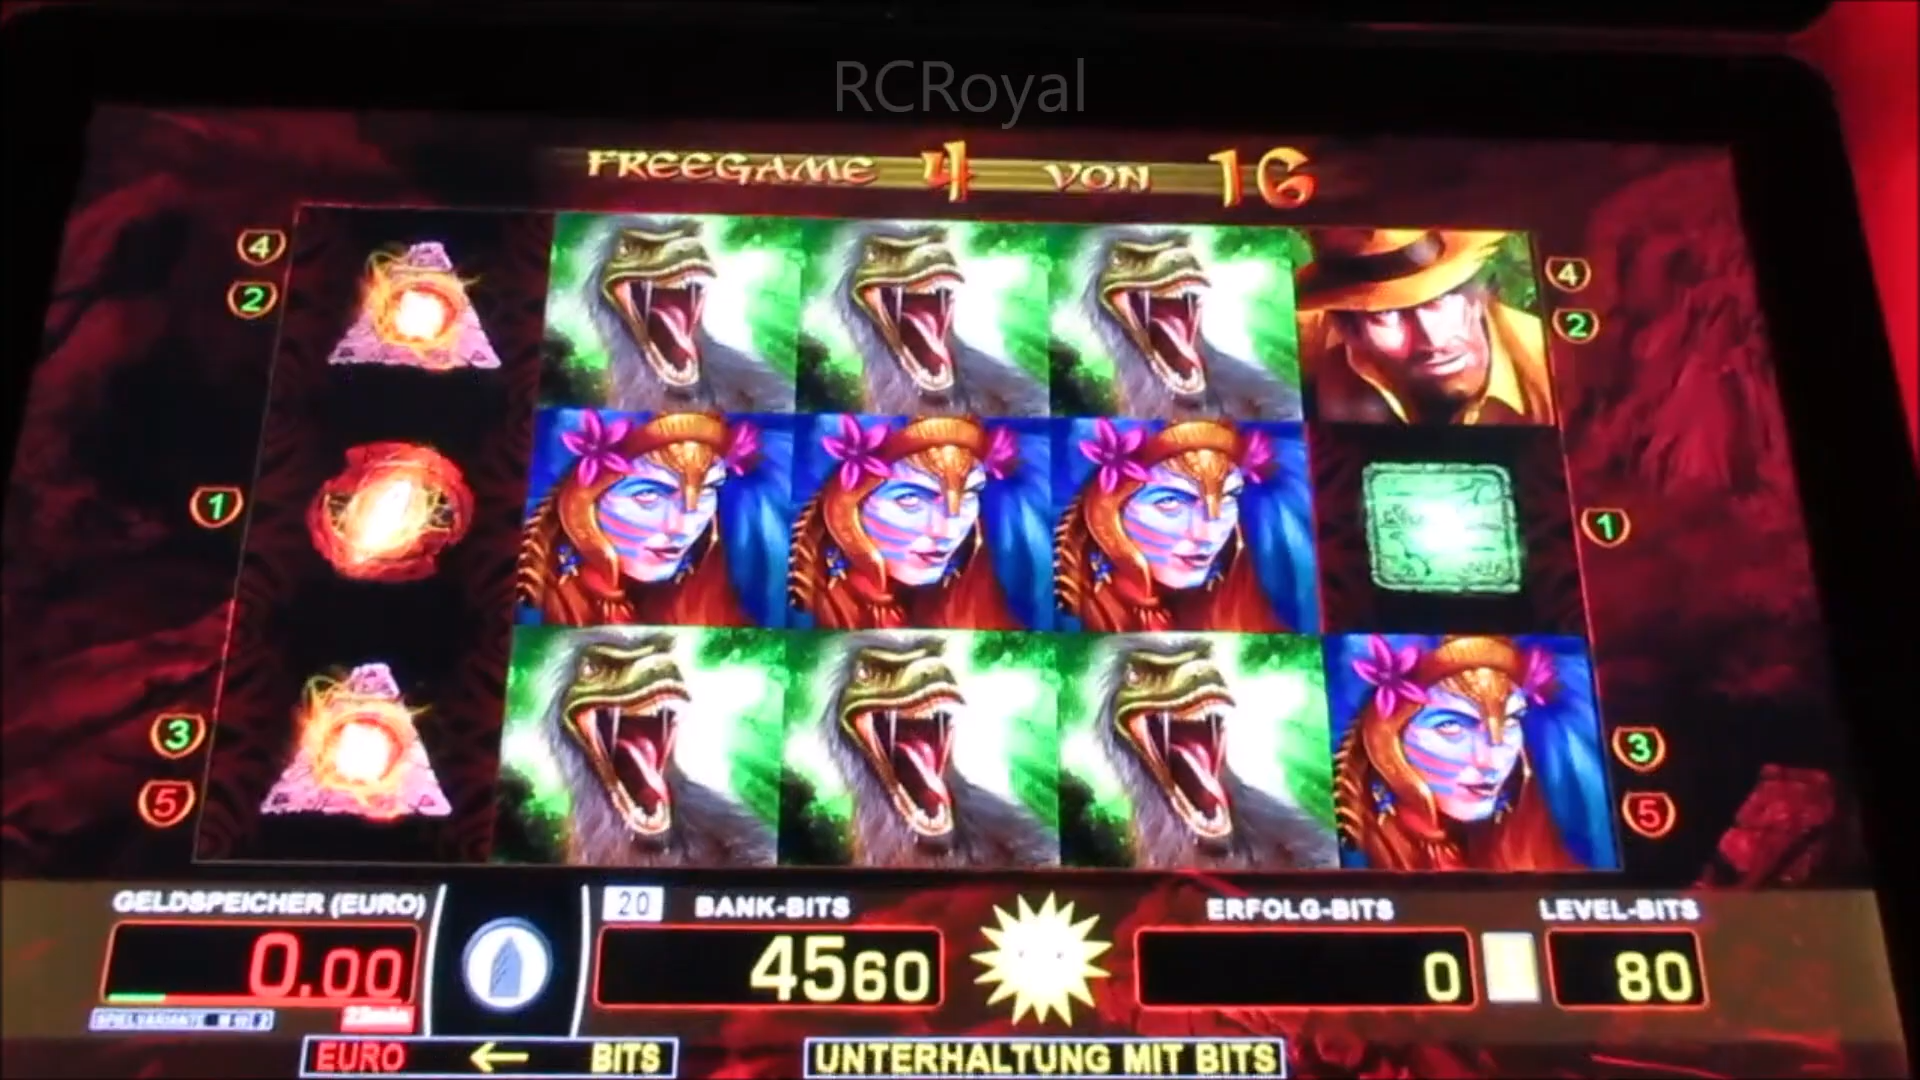 RCRoyal
FREEGAME 4 VON 16
4
4
2
2
1
1
3
3
5
5
GELDSPEICHER (EURO)
20
BANK-BITS
ERFOLG-BITS
LEVEL-BITS
0,00
4560
0
80
SPIELVARIANTE
EURO ← BITS
UNTERHALTUNG MIT BITS